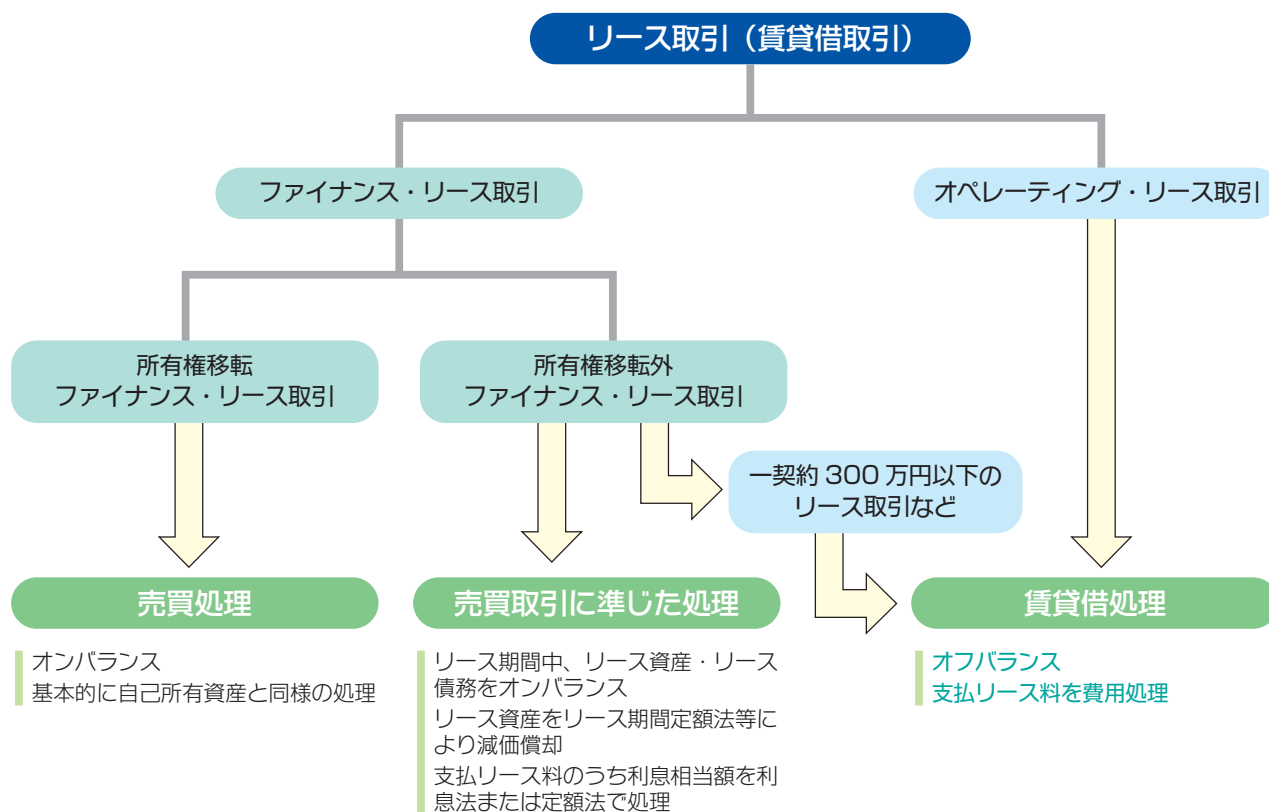 リース取引（賃貸借取引）
ファイナンス・リース取引
オペレーティング・リース取引
所有権移転
ファイナンス・リース取引
所有権移転外
ファイナンス・リース取引
一契約 300 万円以下の
リース取引など
売買処理
売買取引に準じた処理
賃貸借処理
オンバランス
基本的に自己所有資産と同様の処理
リース期間中、リース資産・リース
債務をオンバランス
リース資産をリース期間定額法等に
より減価償却
支払リース料のうち利息相当額を利
息法または定額法で処理
オフバランス
支払リース料を費用処理